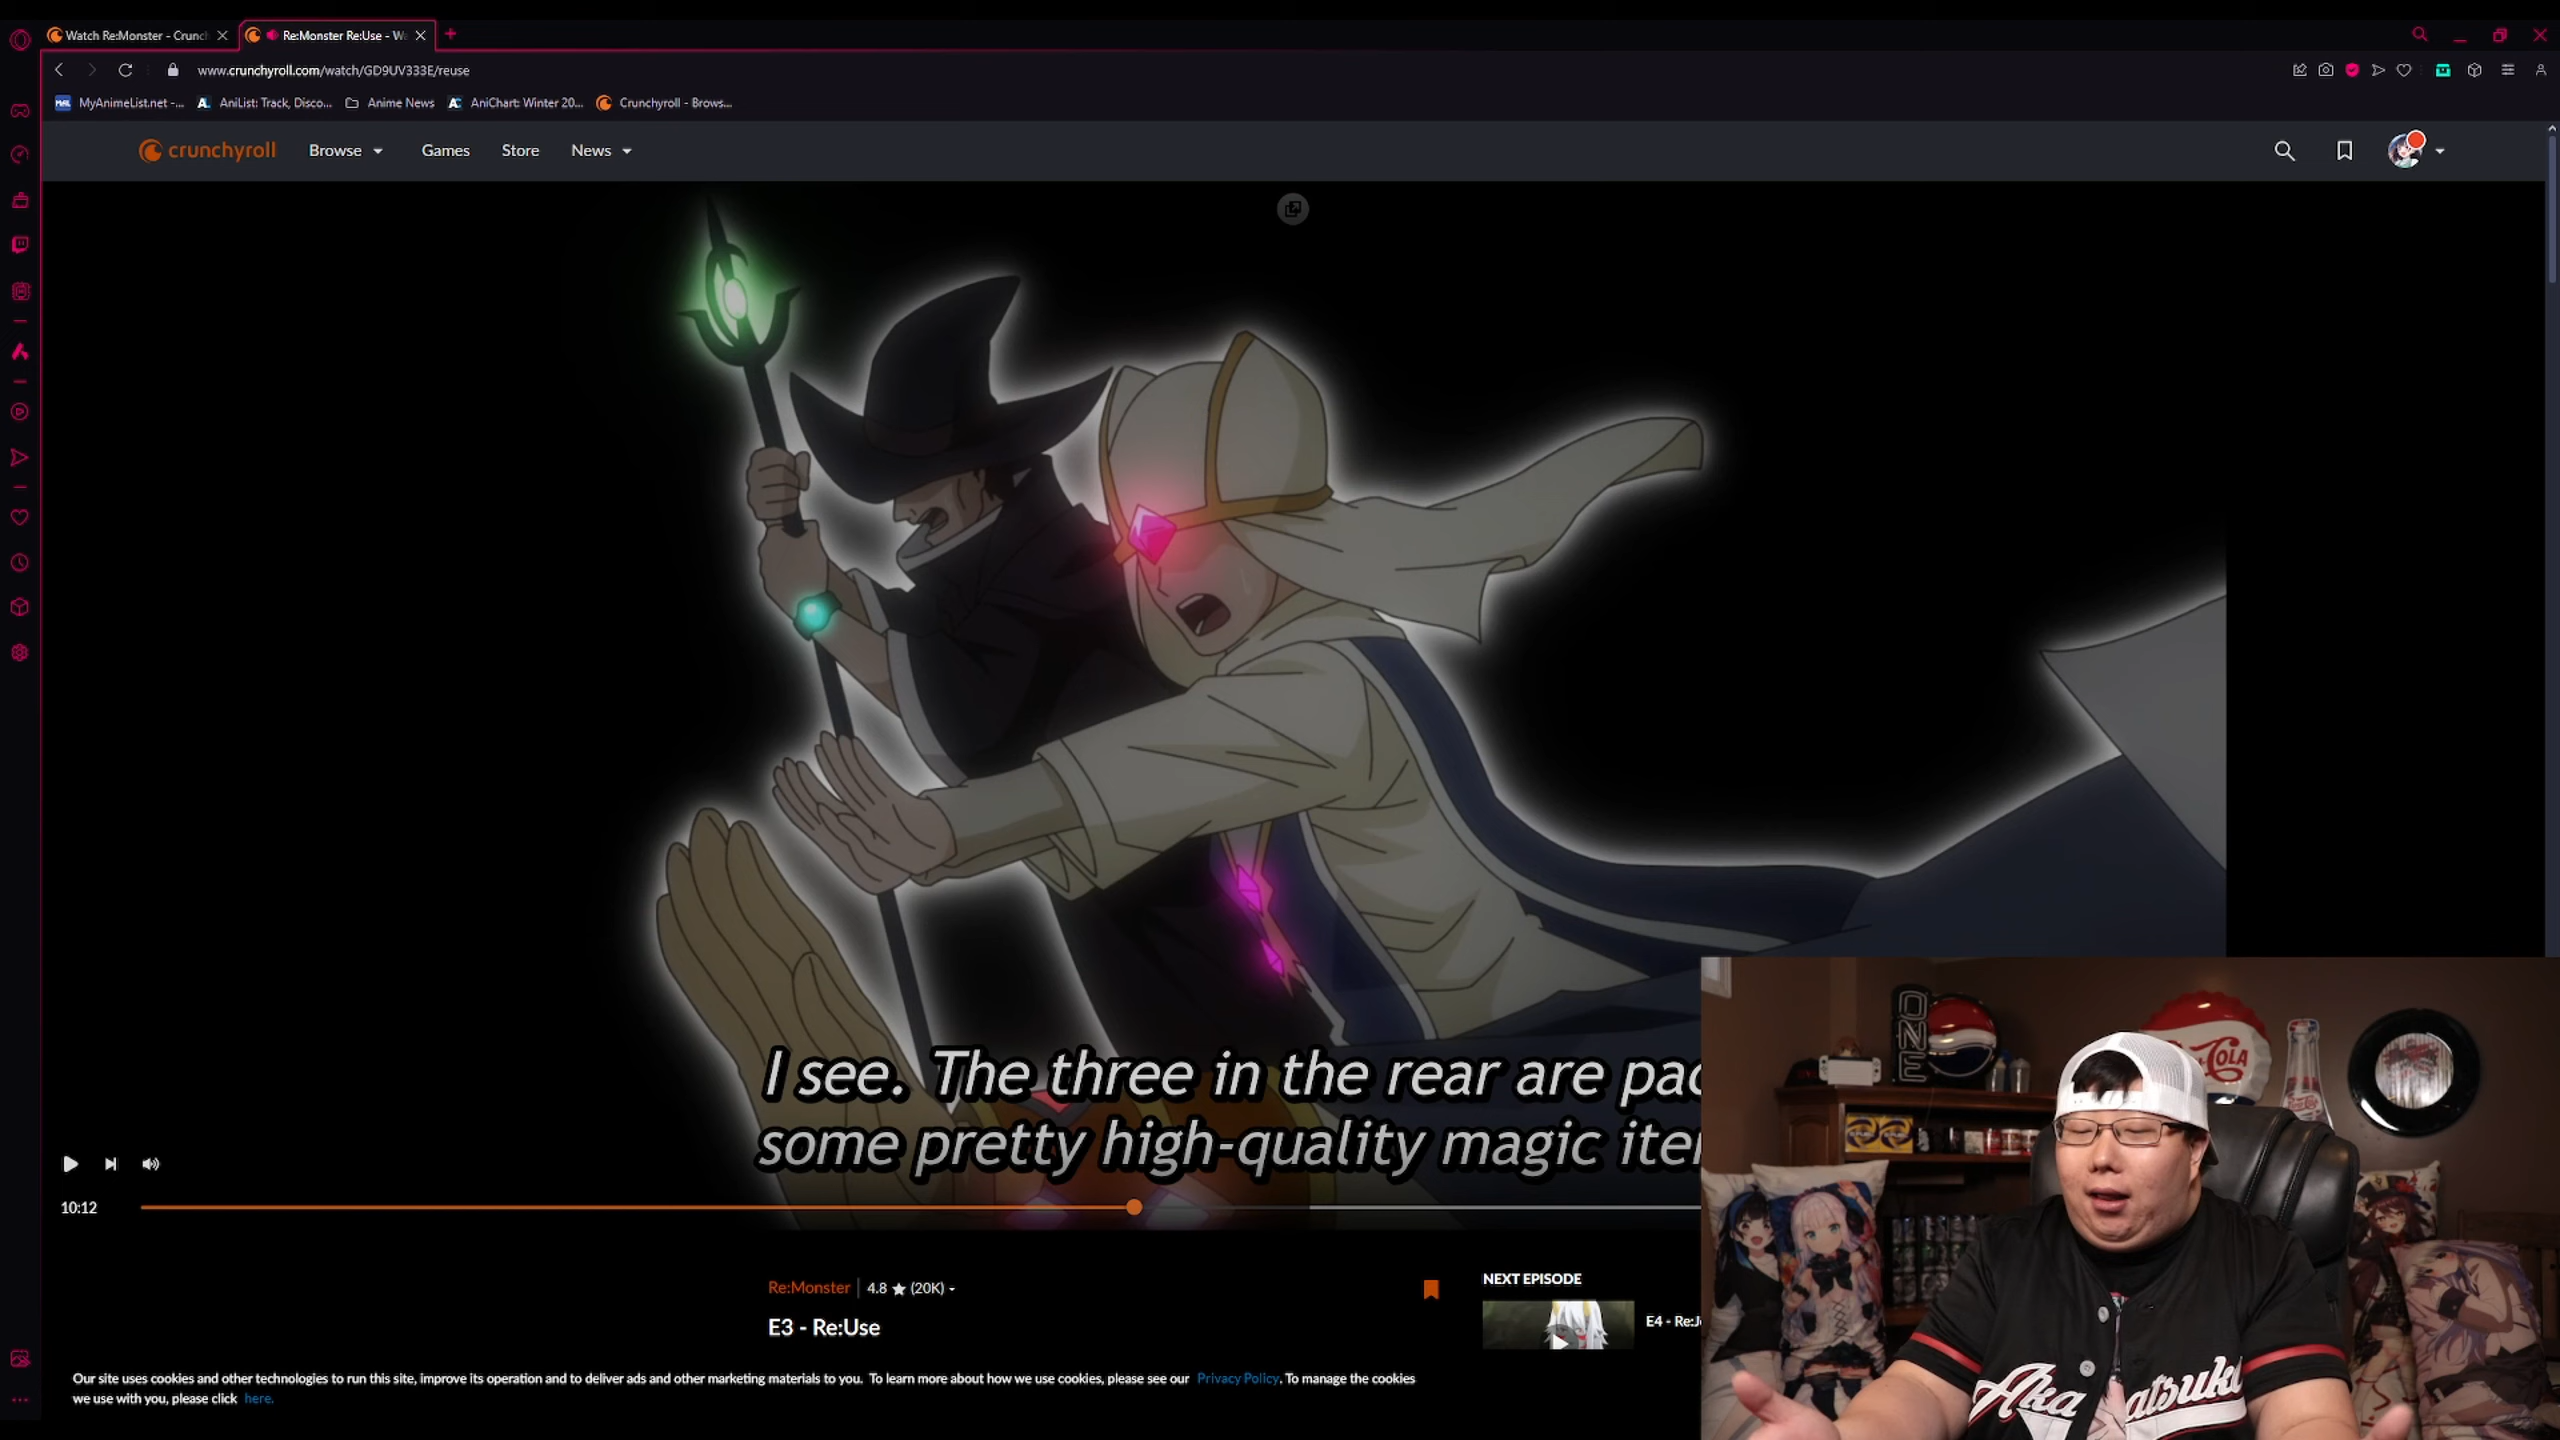 Watch Re:Monster - Crunch
Re:Monster Re:Use - Wa
www.crunchyroll.com/watch/GD9UV333E/reuse
MyAnimeList.net -...
AniList: Track, Disco...
Anime News
AniChart: Winter 20...
Crunchyroll - Brows...
crunchyroll
Browse
Games
Store
News
I see. The three in the rear are pac
some pretty high-quality magic iter
10:12
Re:Monster
4.8 ★ (20K)
E3 - Re:Use
NEXT EPISODE
E4 - Re:J
Our site uses cookies and other technologies to run this site, improve its operation and to deliver ads and other marketing materials to you. To learn more about how we use cookies, please see our Privacy Policy. To manage the cookies
we use with you, please click here.
ONE
COLA
Akatsuki